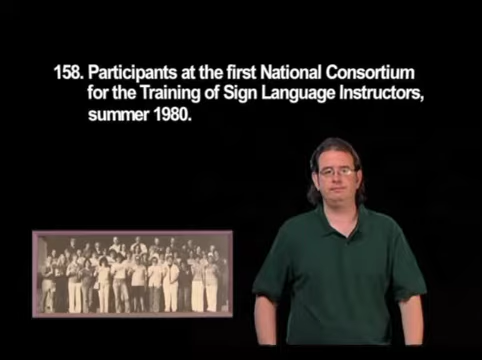 158. Participants at the first National Consortium
for the Training of Sign Language Instructors,
summer 1980.